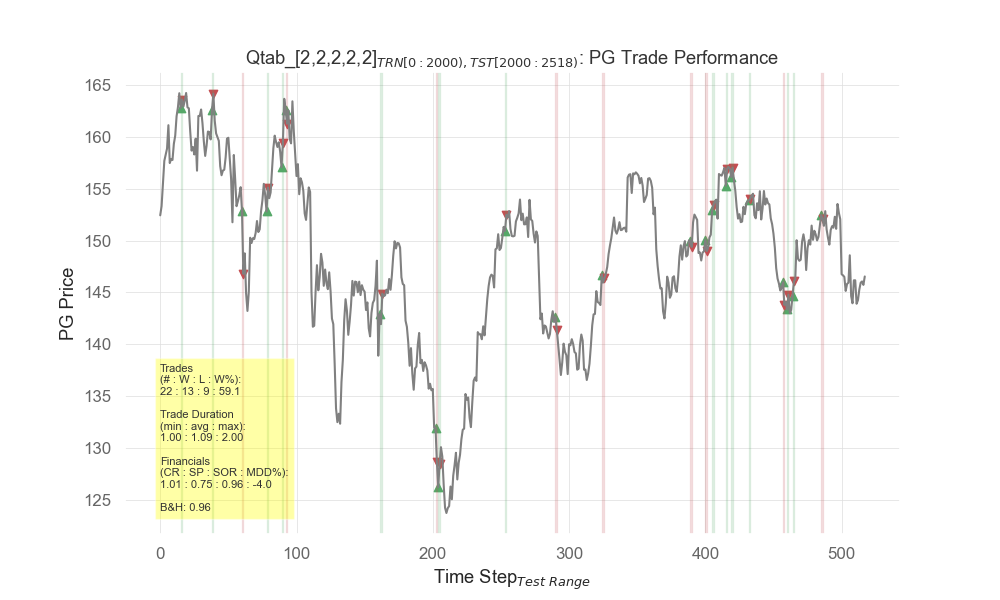 Qtab_[2,2,2,2,2]TRN[0 : 2000), TST[2000 : 2518) : PG Trade Performance
165
160
155
150
145
140
135
130
125
PG Price
Trades
(# : W : L : W%):
22 : 13 : 9 : 59.1
Trade Duration
(min : avg : max):
1.00 : 1.09 : 2.00
Financials
(CR : SP : SOR : MDD%):
1.01 : 0.75 : 0.96 : -4.0
B&H: 0.96
0 100 200 300 400 500
Time StepTest Range